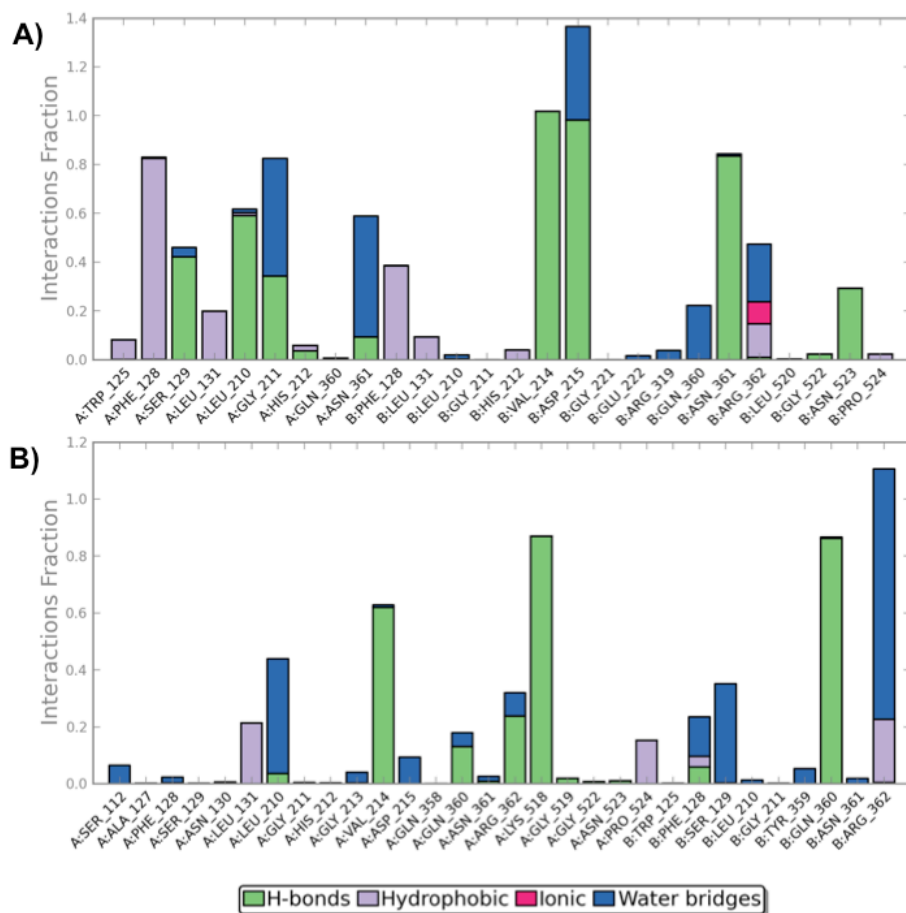 A)
Interactions Fraction
1.4
1.2
1.0
0.8
0.6
0.4
0.2
0.0
A:TRP_125
A:PHE_128
A:SER_129
A:LEU_131
A:LEU_210
A:GLY_211
A:HIS_212
A:GLN_360
A:ASN_361
B:PHE_128
B:LEU_131
B:LEU_210
B:GLY_211
B:HIS_212
B:VAL_214
B:ASP_215
B:GLY_221
B:GLU_222
B:ARG_319
B:GLN_360
B:ASN_361
B:ARG_362
B:LEU_520
B:GLY_522
B:ASN_523
B:PRO_524
B)
Interactions Fraction
1.2
1.0
0.8
0.6
0.4
0.2
0.0
A:SER_112
A:ALA_127
A:PHE_128
A:SER_129
A:ASN_130
A:LEU_131
A:LEU_210
A:GLY_211
A:HIS_212
A:GLY_213
A:VAL_214
A:ASP_215
A:GLN_358
A:GLN_360
A:ASN_361
A:ARG_362
A:LYS_518
A:GLY_519
A:GLY_522
A:ASN_523
A:PRO_524
B:TRP_125
B:PHE_128
B:SER_129
B:LEU_210
B:GLY_211
B:TYR_359
B:GLN_360
B:ASN_361
B:ARG_362
H-bonds Hydrophobic Ionic Water bridges